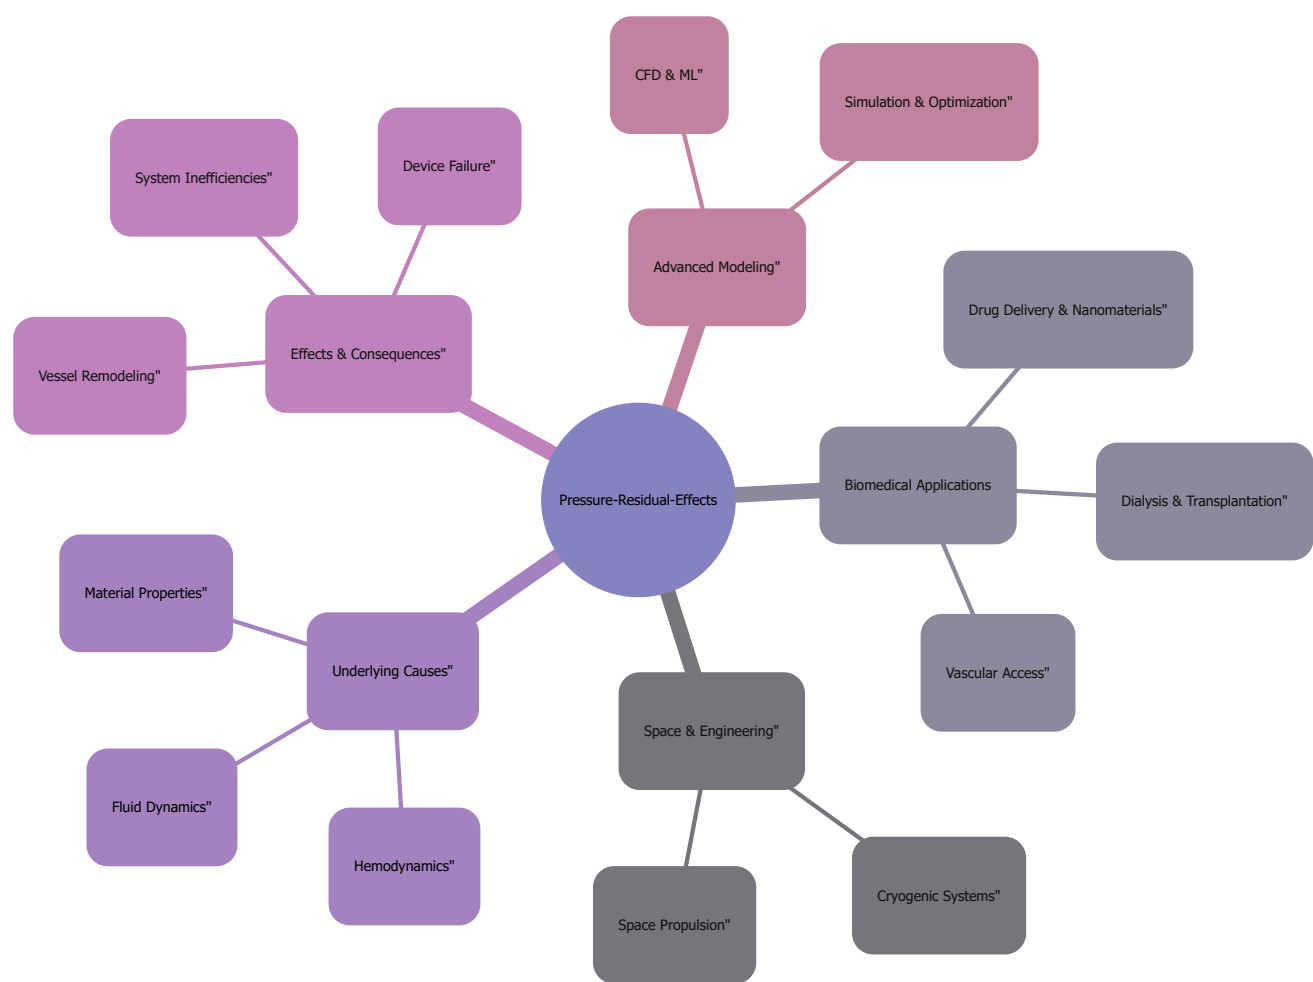 CFD & ML"
Simulation & Optimization"
Device Failure"
System Inefficiencies"
Advanced Modeling"
Drug Delivery & Nanomaterials"
Effects & Consequences"
Vessel Remodeling"
Biomedical Applications
Pressure-Residual-Effects
Dialysis & Transplantation"
Material Properties"
Underlying Causes"
Vascular Access"
Space & Engineering"
Fluid Dynamics"
Hemodynamics"
Cryogenic Systems"
Space Propulsion"